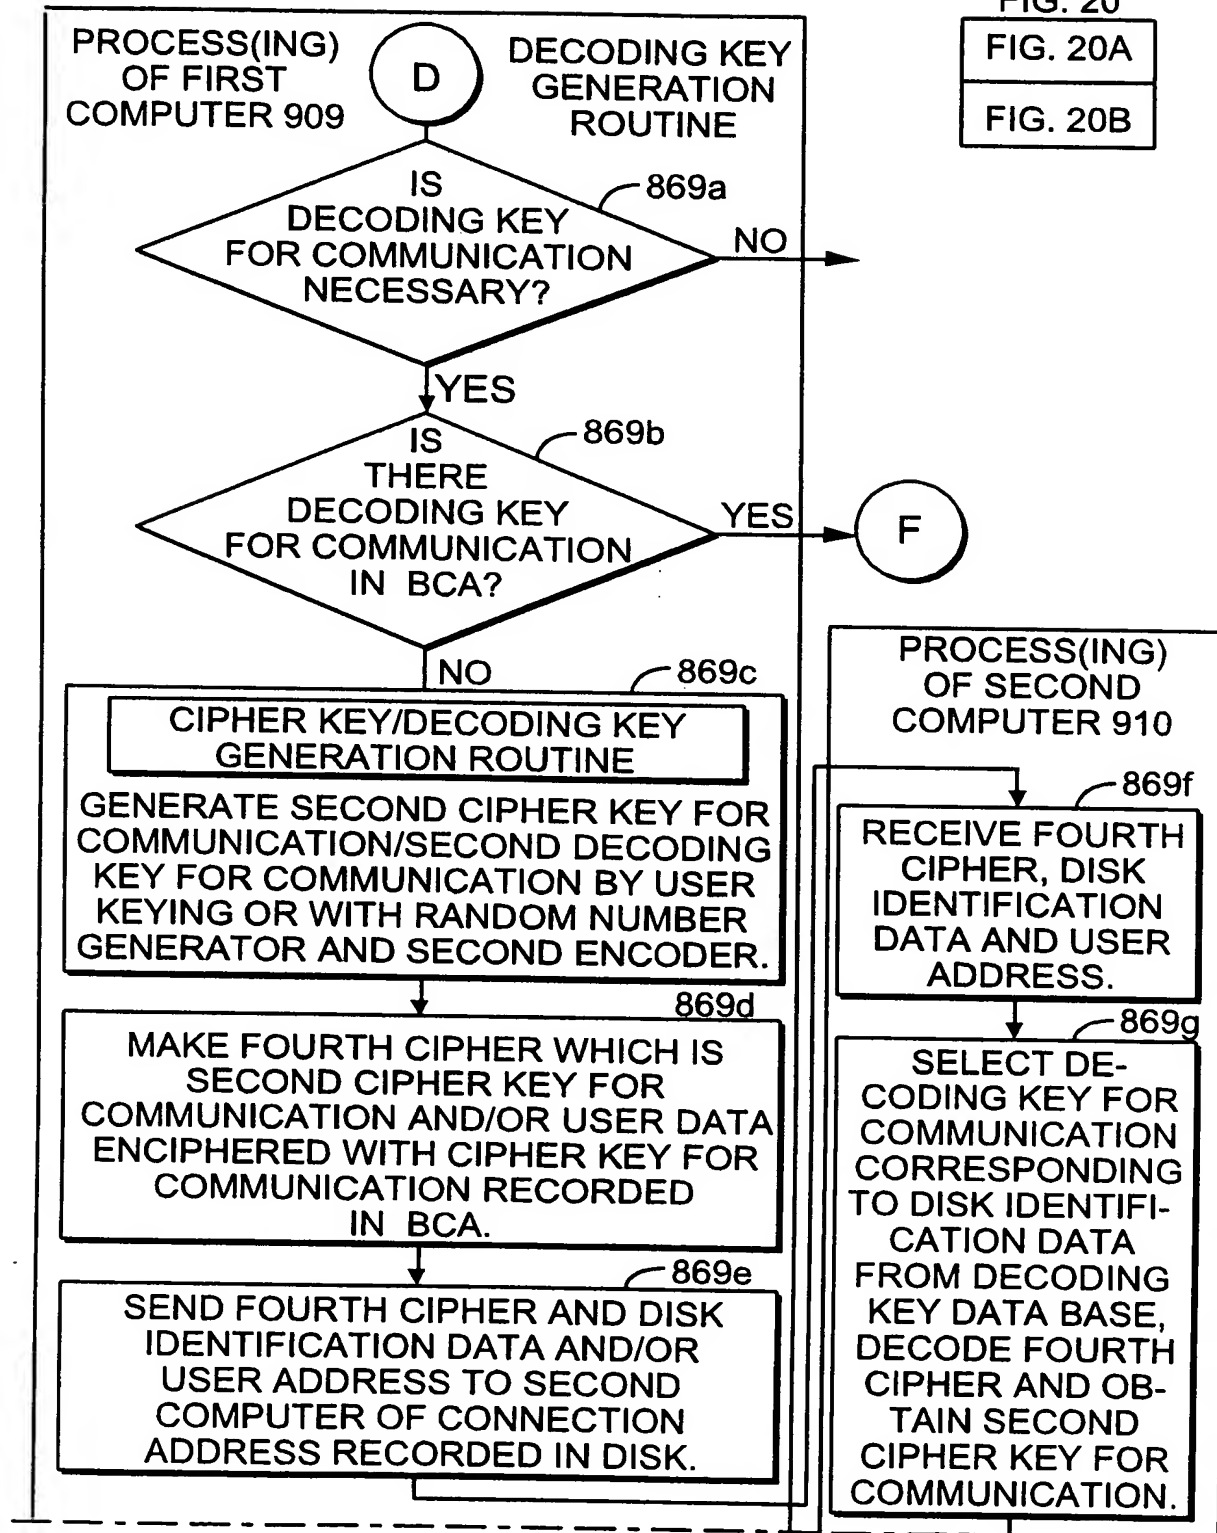 FIG. 20
FIG. 20A
FIG. 20B
PROCESS(ING)
OF FIRST
COMPUTER 909
D
DECODING KEY
GENERATION
ROUTINE
869a
IS
DECODING KEY
FOR COMMUNICATION
NECESSARY?
NO
YES
869b
IS
THERE
DECODING KEY
FOR COMMUNICATION
IN BCA?
YES
F
NO
869c
CIPHER KEY/DECODING KEY
GENERATION ROUTINE
GENERATE SECOND CIPHER KEY FOR
COMMUNICATION/SECOND DECODING
KEY FOR COMMUNICATION BY USER
KEYING OR WITH RANDOM NUMBER
GENERATOR AND SECOND ENCODER.
869d
MAKE FOURTH CIPHER WHICH IS
SECOND CIPHER KEY FOR
COMMUNICATION AND/OR USER DATA
ENCIPHERED WITH CIPHER KEY FOR
COMMUNICATION RECORDED
IN BCA.
869e
SEND FOURTH CIPHER AND DISK
IDENTIFICATION DATA AND/OR
USER ADDRESS TO SECOND
COMPUTER OF CONNECTION
ADDRESS RECORDED IN DISK.
PROCESS(ING)
OF SECOND
COMPUTER 910
869f
RECEIVE FOURTH
CIPHER, DISK
IDENTIFICATION
DATA AND USER
ADDRESS.
869g
SELECT DE-
CODING KEY FOR
COMMUNICATION
CORRESPONDING
TO DISK IDENTIFI-
CATION DATA
FROM DECODING
KEY DATA BASE,
DECODE FOURTH
CIPHER AND OB-
TAIN SECOND
CIPHER KEY FOR
COMMUNICATION.